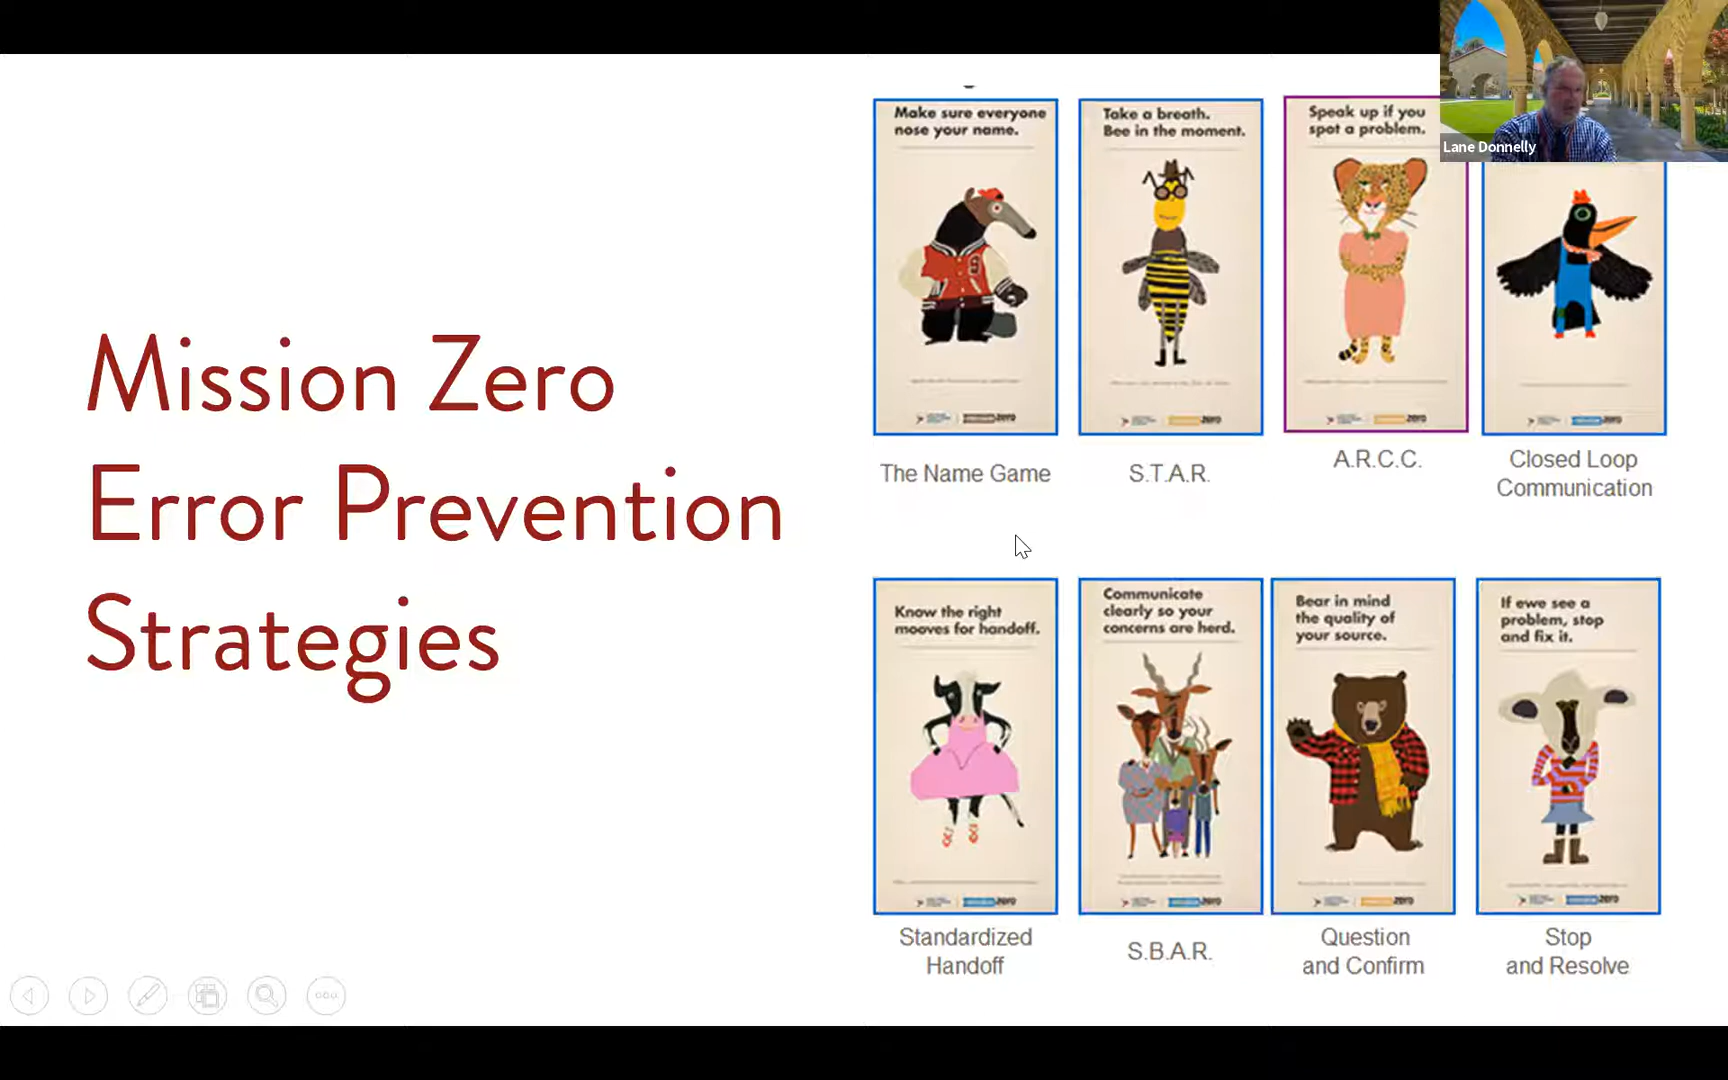 Mission Zero
Error Prevention
Strategies
Make sure everyone
nose your name.
The Name Game
Take a breath.
Bee in the moment.
S.T.A.R.
Speak up if you
spot a problem.
A.R.C.C.
Closed Loop
Communication
Know the right
mooves for handoff.
Standardized
Handoff
Communicate
clearly so your
concerns are herd.
S.B.A.R.
Bear in mind
the quality of
your source.
Question
and Confirm
If ewe see a
problem, stop
and fix it.
Stop
and Resolve
Lane Donnelly